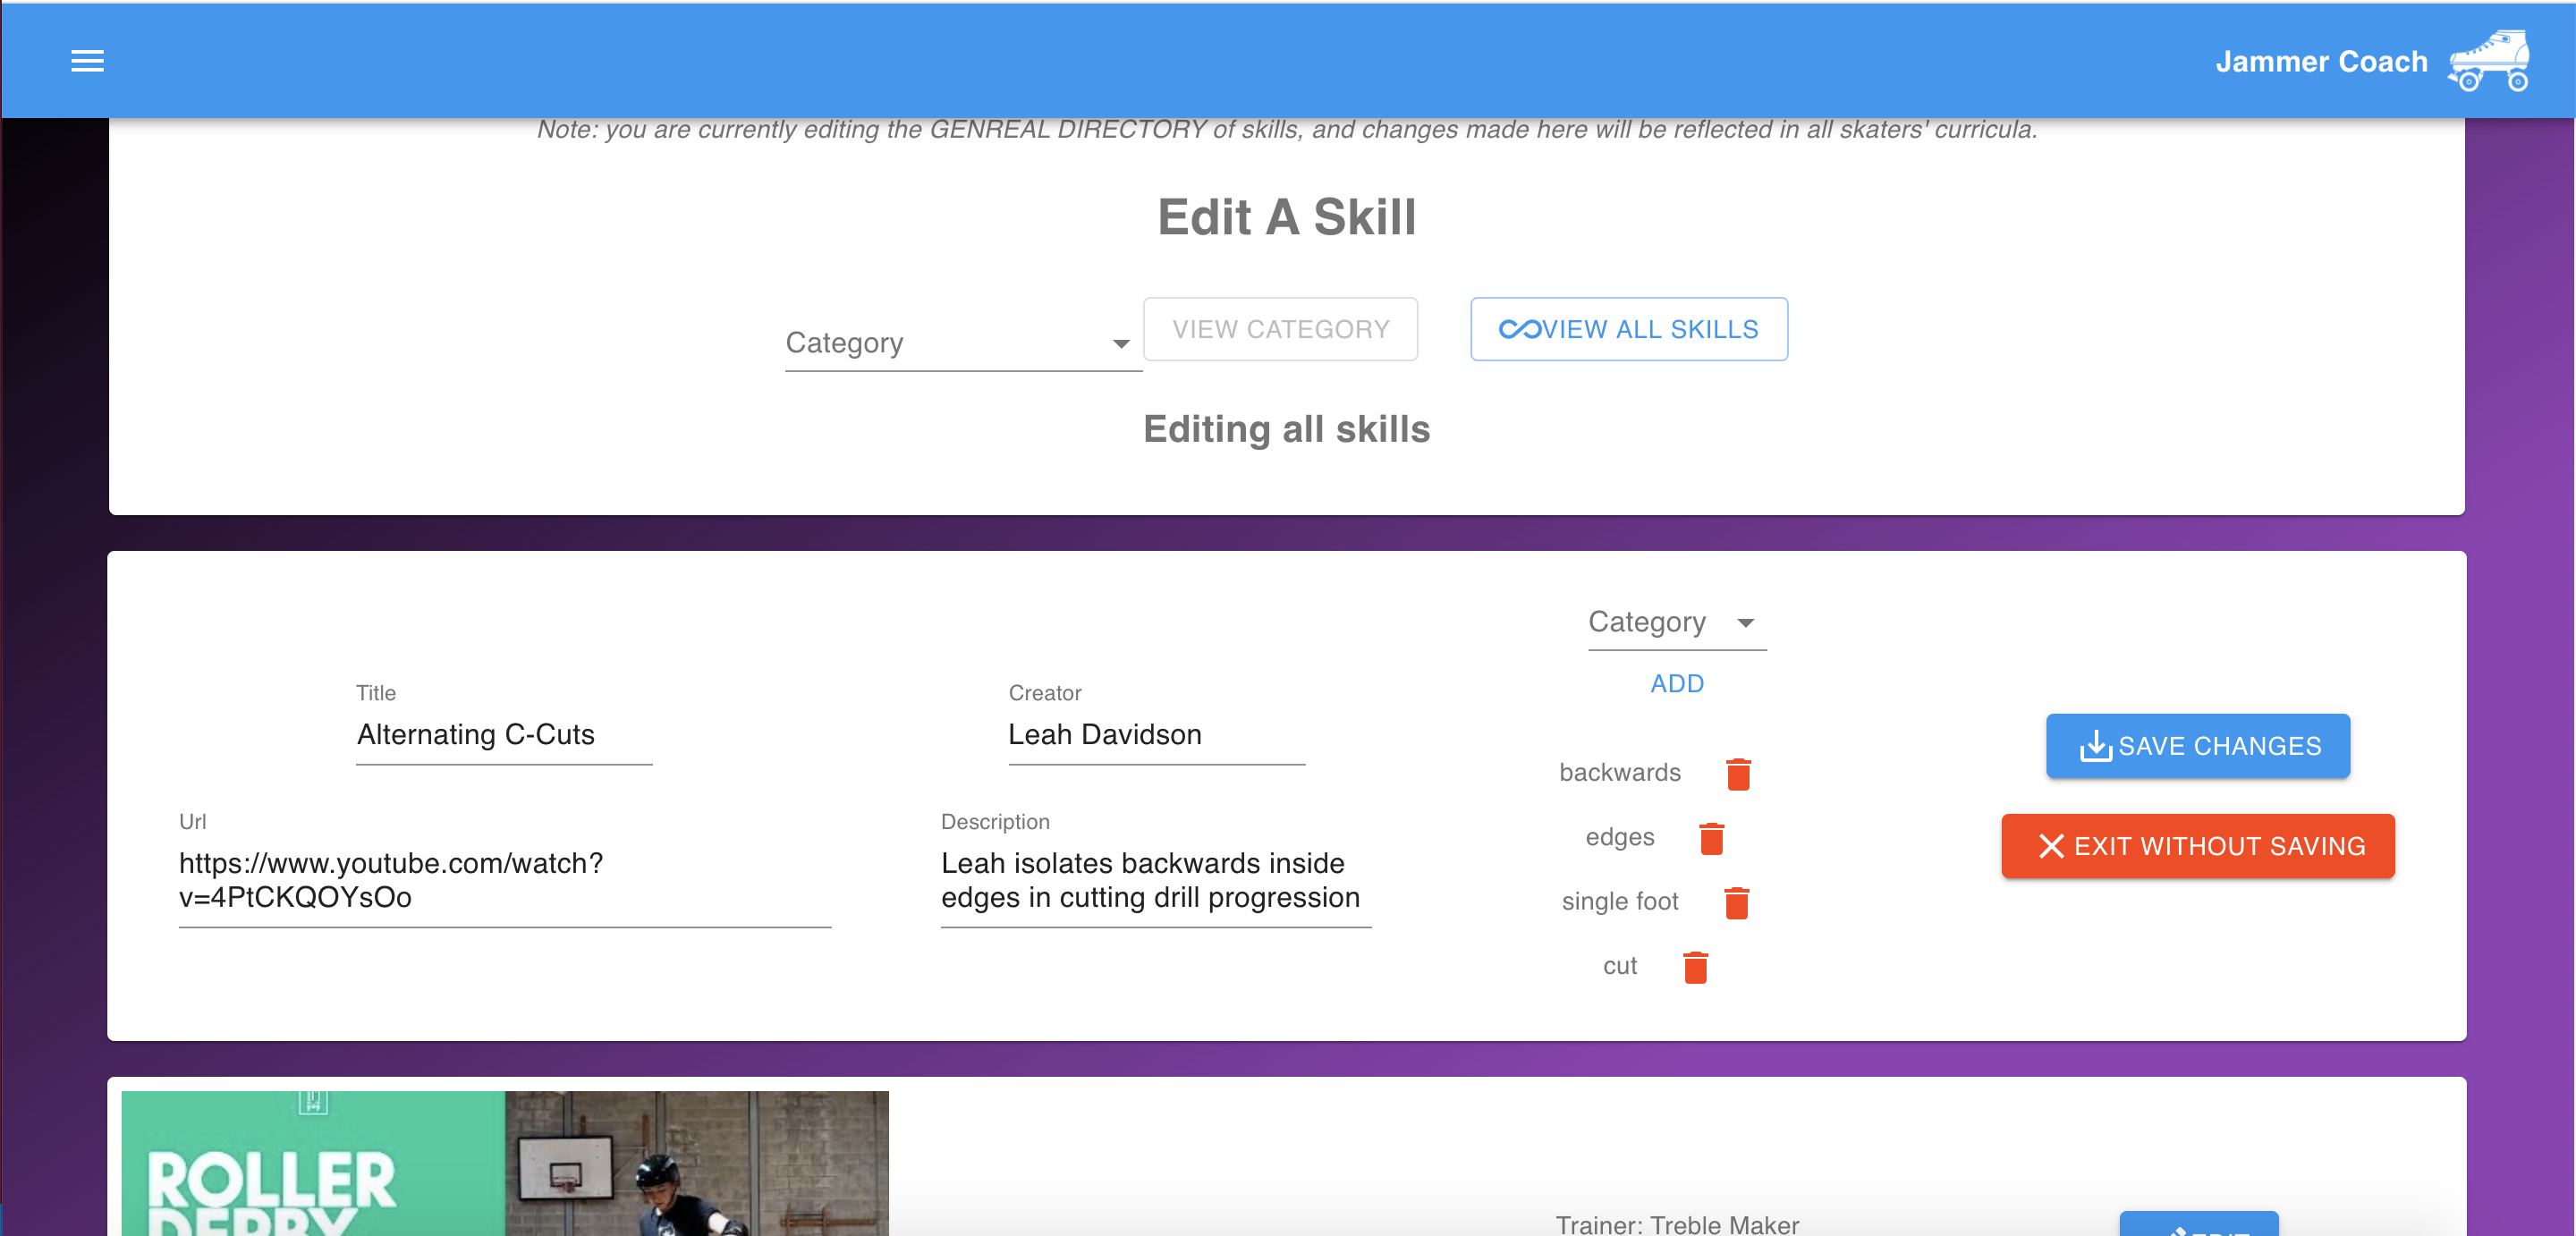 Jammer Coach
Note: you are currently editing the GENREAL DIRECTORY of skills, and changes made here will be reflected in all skaters' curricula.
Edit A Skill
Category
VIEW CATEGORY
VIEW ALL SKILLS
Editing all skills
Category
ADD
Title
Alternating C-Cuts
Creator
Leah Davidson
Url
https://www.youtube.com/watch?
v=4PtCKQOYsOo
Description
Leah isolates backwards inside
edges in cutting drill progression
backwards
edges
single foot
cut
SAVE CHANGES
EXIT WITHOUT SAVING
ROLLER
DERBY
Trainer: Treble Maker
EDIT